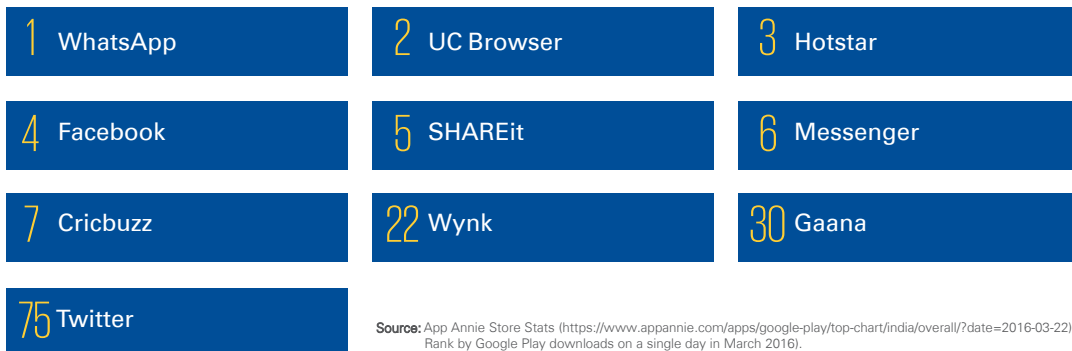 1 WhatsApp
2 UC Browser
3 Hotstar
4 Facebook
5 SHAREit
6 Messenger
7 Cricbuzz
22 Wynk
30 Gaana
75 Twitter
Source: App Annie Store Stats (https://www.appannie.com/apps/google-play/top-chart/india/overall/?date=2016-03-22)
Rank by Google Play downloads on a single day in March 2016).